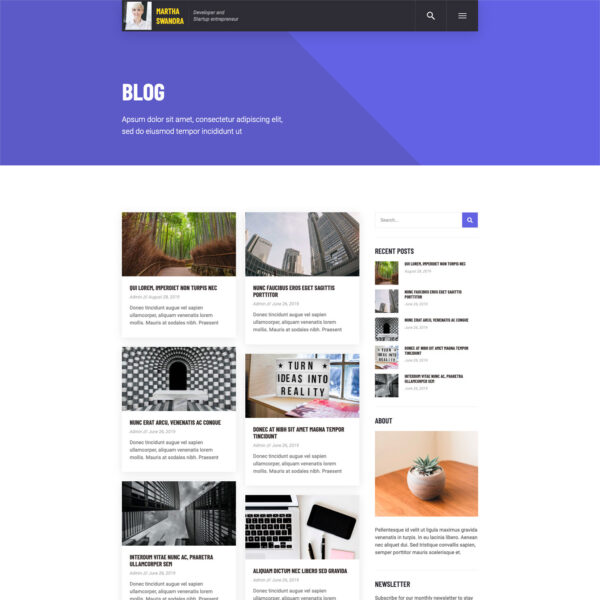 MARTHA
SWANDRA
Developer and
Startup entrepreneur
BLOG
Apsum dolor sit amet, consectetur adipiscing elit,
sed do eiusmod tempor incididunt ut
QUI LOREM, IMPERDIET NON TURPIS NEC
Admin // August 28, 2019
Donec tincidunt augue vel sapien
ullamcorper, aliquam venenatis lorem
mollis. Mauris at sodales nibh. Praesent
NUNC FAUCIBUS EROS EGET SAGITTIS
PORTTITOR
Admin // June 26, 2019
Donec tincidunt augue vel sapien
ullamcorper, aliquam venenatis lorem
mollis. Mauris at sodales nibh. Praesent
NUNC ERAT ARCU, VENENATIS AC CONGUE
Admin // June 26, 2019
Donec tincidunt augue vel sapien
ullamcorper, aliquam venenatis lorem
mollis. Mauris at sodales nibh. Praesent
TURN
IDEAS INTO
REALITY
DONEC AT NIBH SIT AMET MAGNA TEMPOR
TINCIDUNT
Admin // June 26, 2019
Donec tincidunt augue vel sapien
ullamcorper, aliquam venenatis lorem
mollis. Mauris at sodales nibh. Praesent
INTERDUM VITAE NUNC AC, PHARETRA
ULLAMCORPER SEM
Admin // June 26, 2019
Donec tincidunt augue vel sapien
ullamcorper, aliquam venenatis lorem
ALIQUAM DICTUM NEC LIBERO SED GRAVIDA
Admin // June 26, 2019
Donec tincidunt augue vel sapien
Search...
RECENT POSTS
QUI LOREM, IMPERDIET NON TURPIS NEC
August 28, 2019
NUNC FAUCIBUS EROS EGET SAGITTIS
PORTTITOR
June 26, 2019
NUNC ERAT ARCU, VENENATIS AC CONGUE
June 26, 2019
DONEC AT NIBH SIT AMET MAGNA TEMPOR
TINCIDUNT
June 26, 2019
INTERDUM VITAE NUNC AC, PHARETRA
ULLAMCORPER SEM
June 26, 2019
ABOUT
Pellentesque id velit ut ligula maximus gravida
venenatis in turpis. In eu lacinia libero. Aenean
nec aliquet dui. Sed tristique convallis sapien,
semper porttitor mauris scelerisque et.
NEWSLETTER
Subscribe for our monthly newsletter to stay